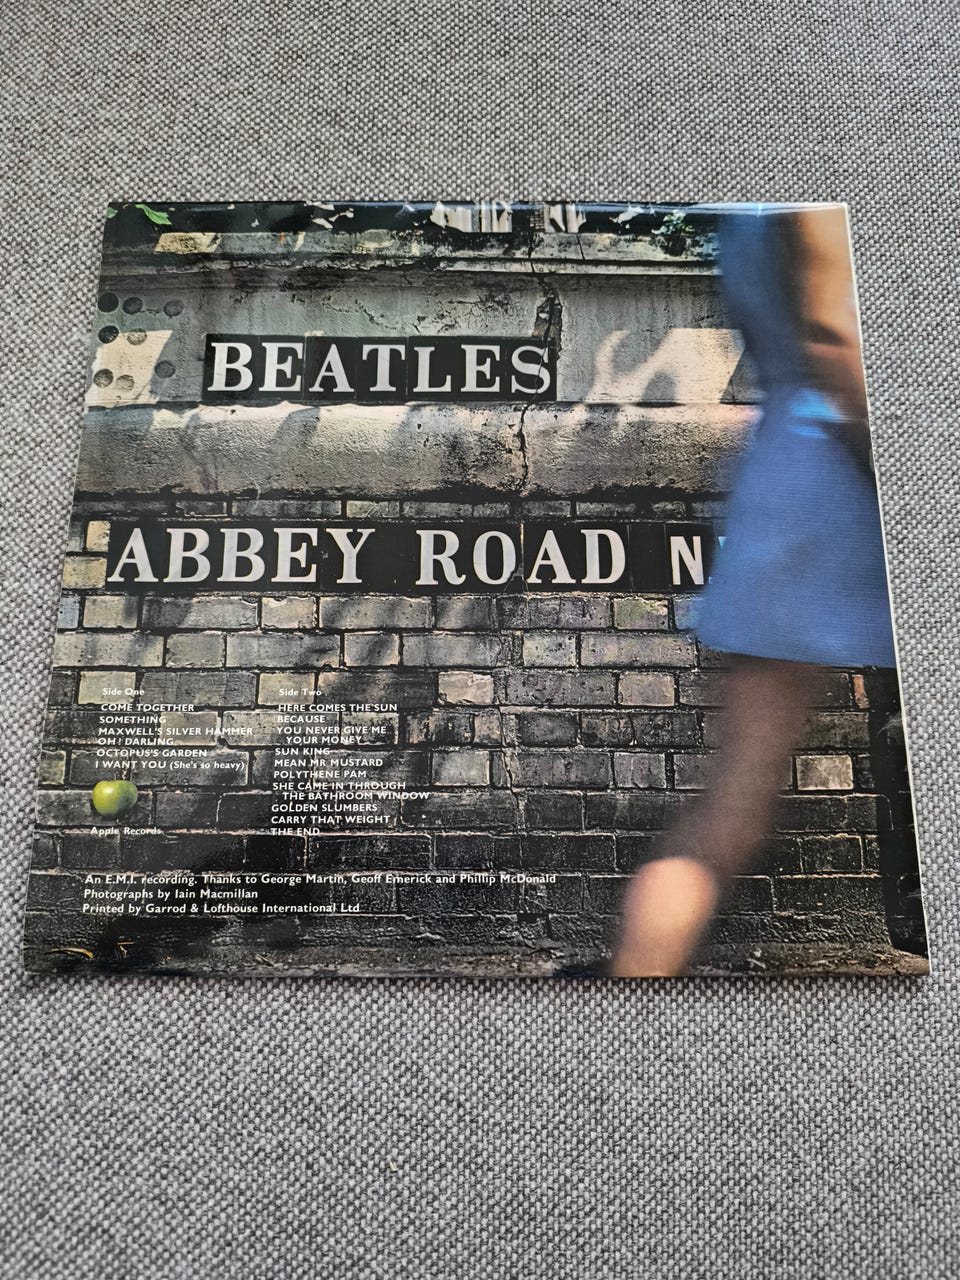 BEATLES
ABBEY ROAD N
Side One
COME TOGETHER
SOMETHING
MAXWELL'S SILVER HAMMER
OH! DARLING
OCTOPUS'S GARDEN
I WANT YOU (She's so heavy)
Apple Records
Side Two
HERE COMES THE SUN
BECAUSE
YOU NEVER GIVE ME
YOUR MONEY
SUN KING
MEAN MR MUSTARD
POLYTHENE PAM
SHE CAME IN THROUGH
THE BATHROOM WINDOW
GOLDEN SLUMBERS
CARRY THAT WEIGHT
THE END
An E.M.I. recording. Thanks to George Martin, Geoff Emerick and Phillip McDonald
Photographs by Iain Macmillan
Printed by Garrod & Lofthouse International Ltd